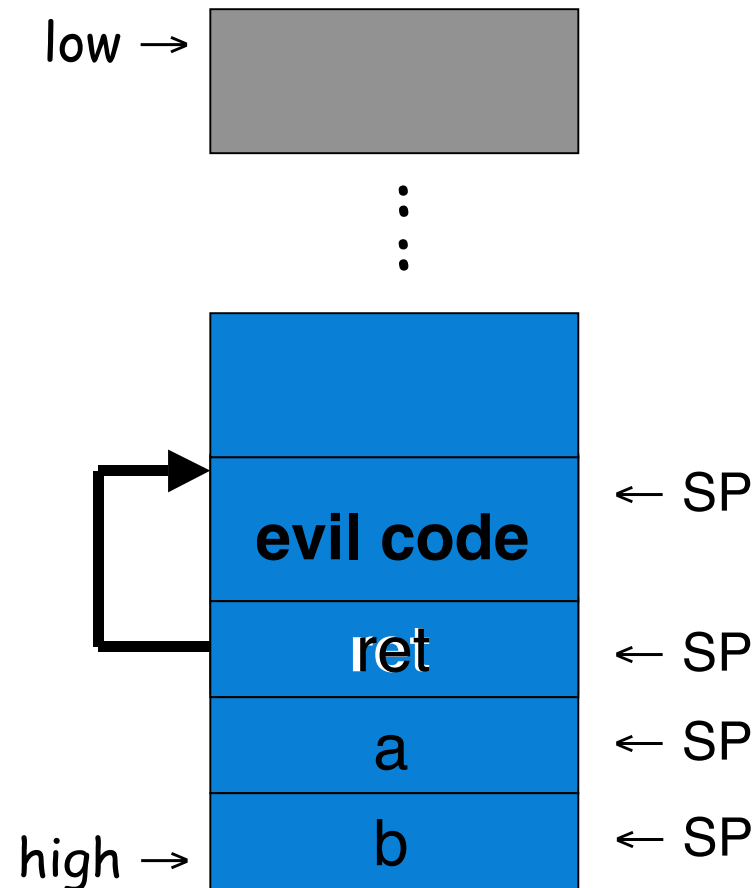 low →
← SP
evil code
ret
← SP
a
← SP
b
← SP
high →